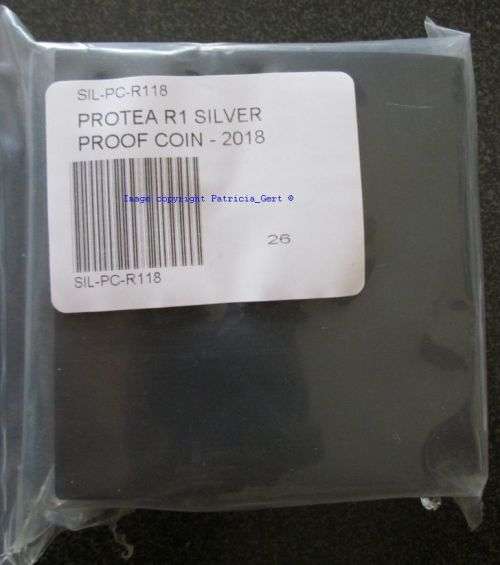 SIL-PC-R118
PROTEA R1 SILVER
PROOF COIN - 2018
Image copyright Patricia_Gert ©
26
SIL-PC-R118